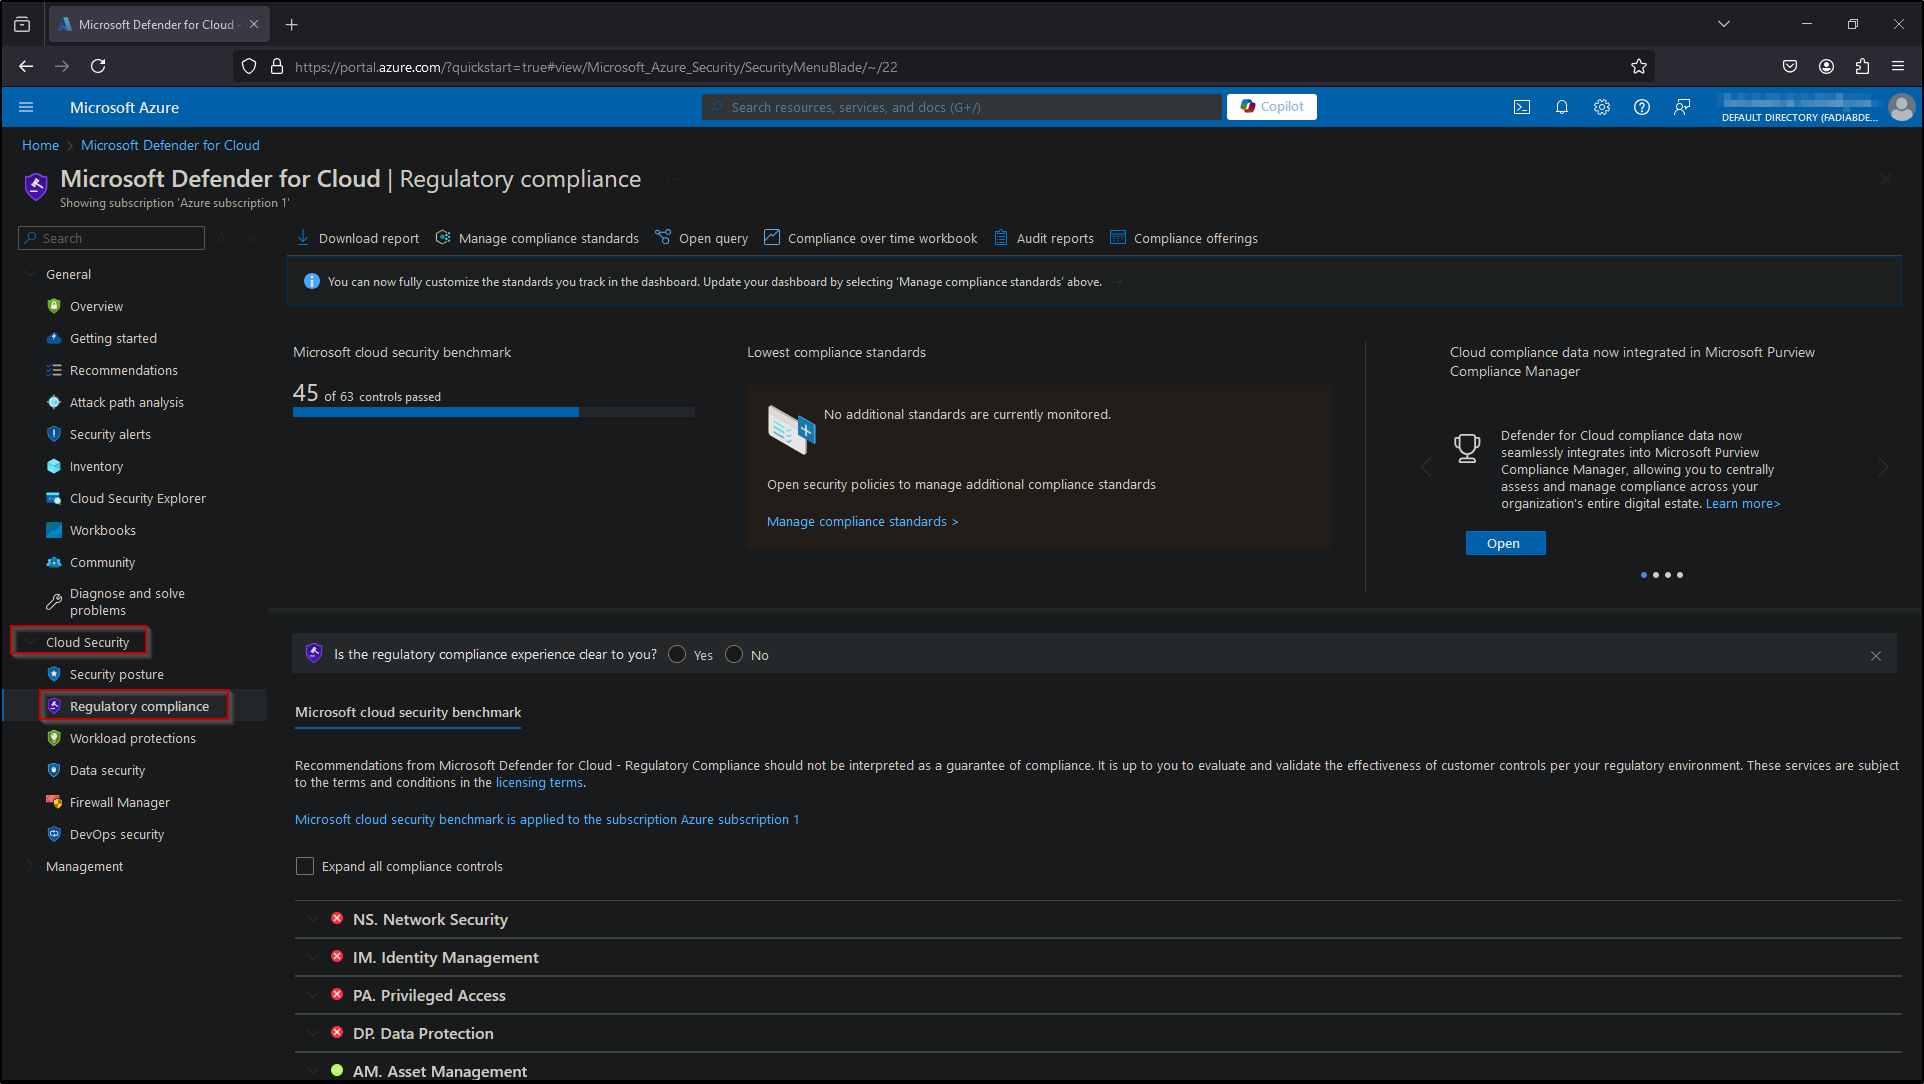 Microsoft Defender for Cloud -
https://portal.azure.com/?quickstart=true#view/Microsoft_Azure_Security/SecurityMenuBlade/~/22
Microsoft Azure
Search resources, services, and docs (G+/)
Copilot
DEFAULT DIRECTORY (FADIABDE...
Home > Microsoft Defender for Cloud
Microsoft Defender for Cloud | Regulatory compliance ...
Showing subscription 'Azure subscription 1'
Search
Download report
Manage compliance standards
Open query
Compliance over time workbook
Audit reports
Compliance offerings
General
Overview
Getting started
Recommendations
Attack path analysis
Security alerts
Inventory
Cloud Security Explorer
Workbooks
Community
Diagnose and solve
problems
Cloud Security
Security posture
Regulatory compliance
Workload protections
Data security
Firewall Manager
DevOps security
Management
You can now fully customize the standards you track in the dashboard. Update your dashboard by selecting 'Manage compliance standards' above. →
Microsoft cloud security benchmark
45 of 63 controls passed
Lowest compliance standards
No additional standards are currently monitored.
Open security policies to manage additional compliance standards
Manage compliance standards >
Cloud compliance data now integrated in Microsoft Purview
Compliance Manager
Defender for Cloud compliance data now
seamlessly integrates into Microsoft Purview
Compliance Manager, allowing you to centrally
assess and manage compliance across your
organization's entire digital estate. Learn more>
Open
Is the regulatory compliance experience clear to you? Yes No
Microsoft cloud security benchmark
Recommendations from Microsoft Defender for Cloud - Regulatory Compliance should not be interpreted as a guarantee of compliance. It is up to you to evaluate and validate the effectiveness of customer controls per your regulatory environment. These services are subject
to the terms and conditions in the licensing terms.
Microsoft cloud security benchmark is applied to the subscription Azure subscription 1
Expand all compliance controls
NS. Network Security
IM. Identity Management
PA. Privileged Access
DP. Data Protection
AM. Asset Management